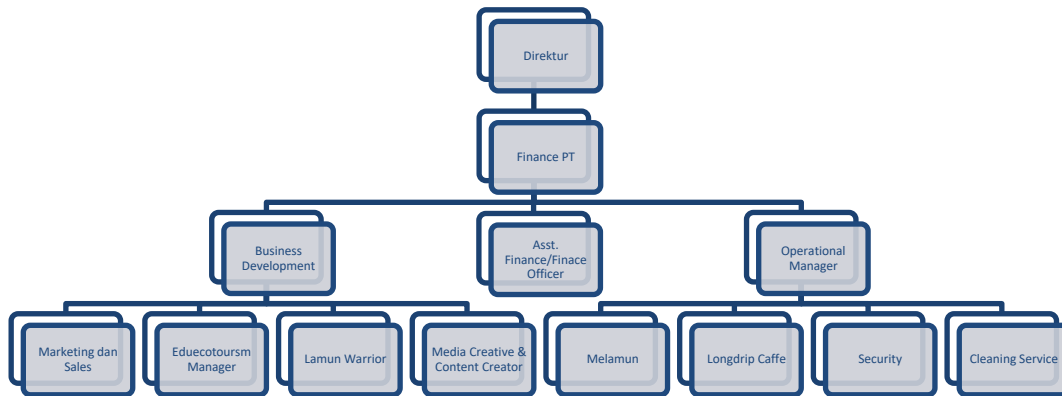 Direktur
Finance PT
Business
Development
Asst.
Finance/Finace
Officer
Operational
Manager
Marketing dan
Sales
Eduecotoursm
Manager
Lamun Warrior
Media Creative &
Content Creator
Melamun
Longdrip Caffe
Security
Cleaning Service